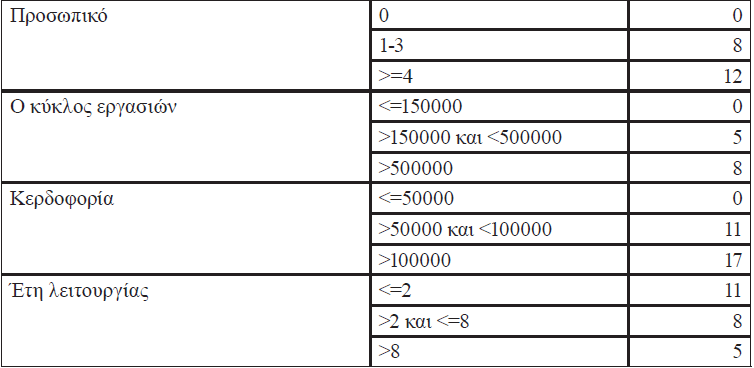 Προσωπικό 0 0
1-3 8
>=4 12
Ο κύκλος εργασιών <=150000 0
>150000 και <500000 5
>500000 8
Κερδοφορία <=50000 0
>50000 και <100000 11
>100000 17
Έτη λειτουργίας <=2 11
>2 και <=8 8
>8 5